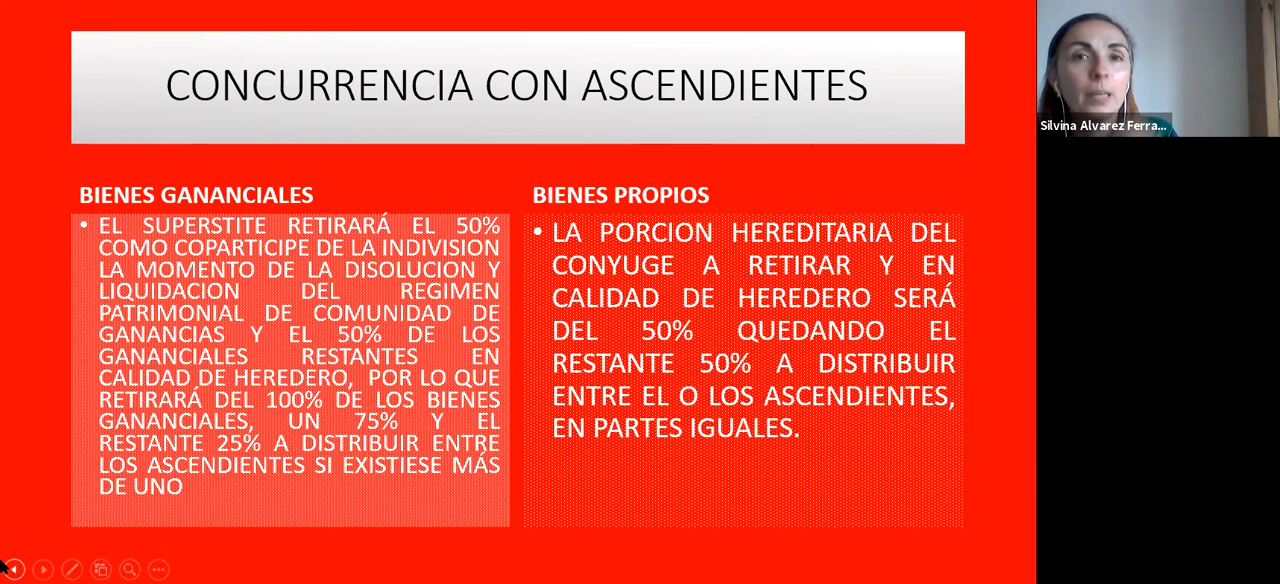 CONCURRENCIA CON ASCENDIENTES
BIENES GANANCIALES
• EL SUPERSTITE RETIRARÁ EL 50%
COMO COPARTICIPE DE LA INDIVISION
LA MOMENTO DE LA DISOLUCION Y
LIQUIDACION DEL REGIMEN
PATRIMONIAL DE COMUNIDAD DE
GANANCIAS Y EL 50% DE LOS
GANANCIALES RESTANTES EN
CALIDAD DE HEREDERO, POR LO QUE
RETIRARÁ DEL 100% DE LOS BIENES
GANANCIALES, UN 75% Y EL
RESTANTE 25% A DISTRIBUIR ENTRE
LOS ASCENDIENTES SI EXISTIESE MÁS
DE UNO
BIENES PROPIOS
• LA PORCION HEREDITARIA DEL
CONYUGE A RETIRAR Y EN
CALIDAD DE HEREDERO SERÁ
DEL 50% QUEDANDO EL
RESTANTE 50% A DISTRIBUIR
ENTRE EL O LOS ASCENDIENTES,
EN PARTES IGUALES.
Silvina Alvarez Ferra...